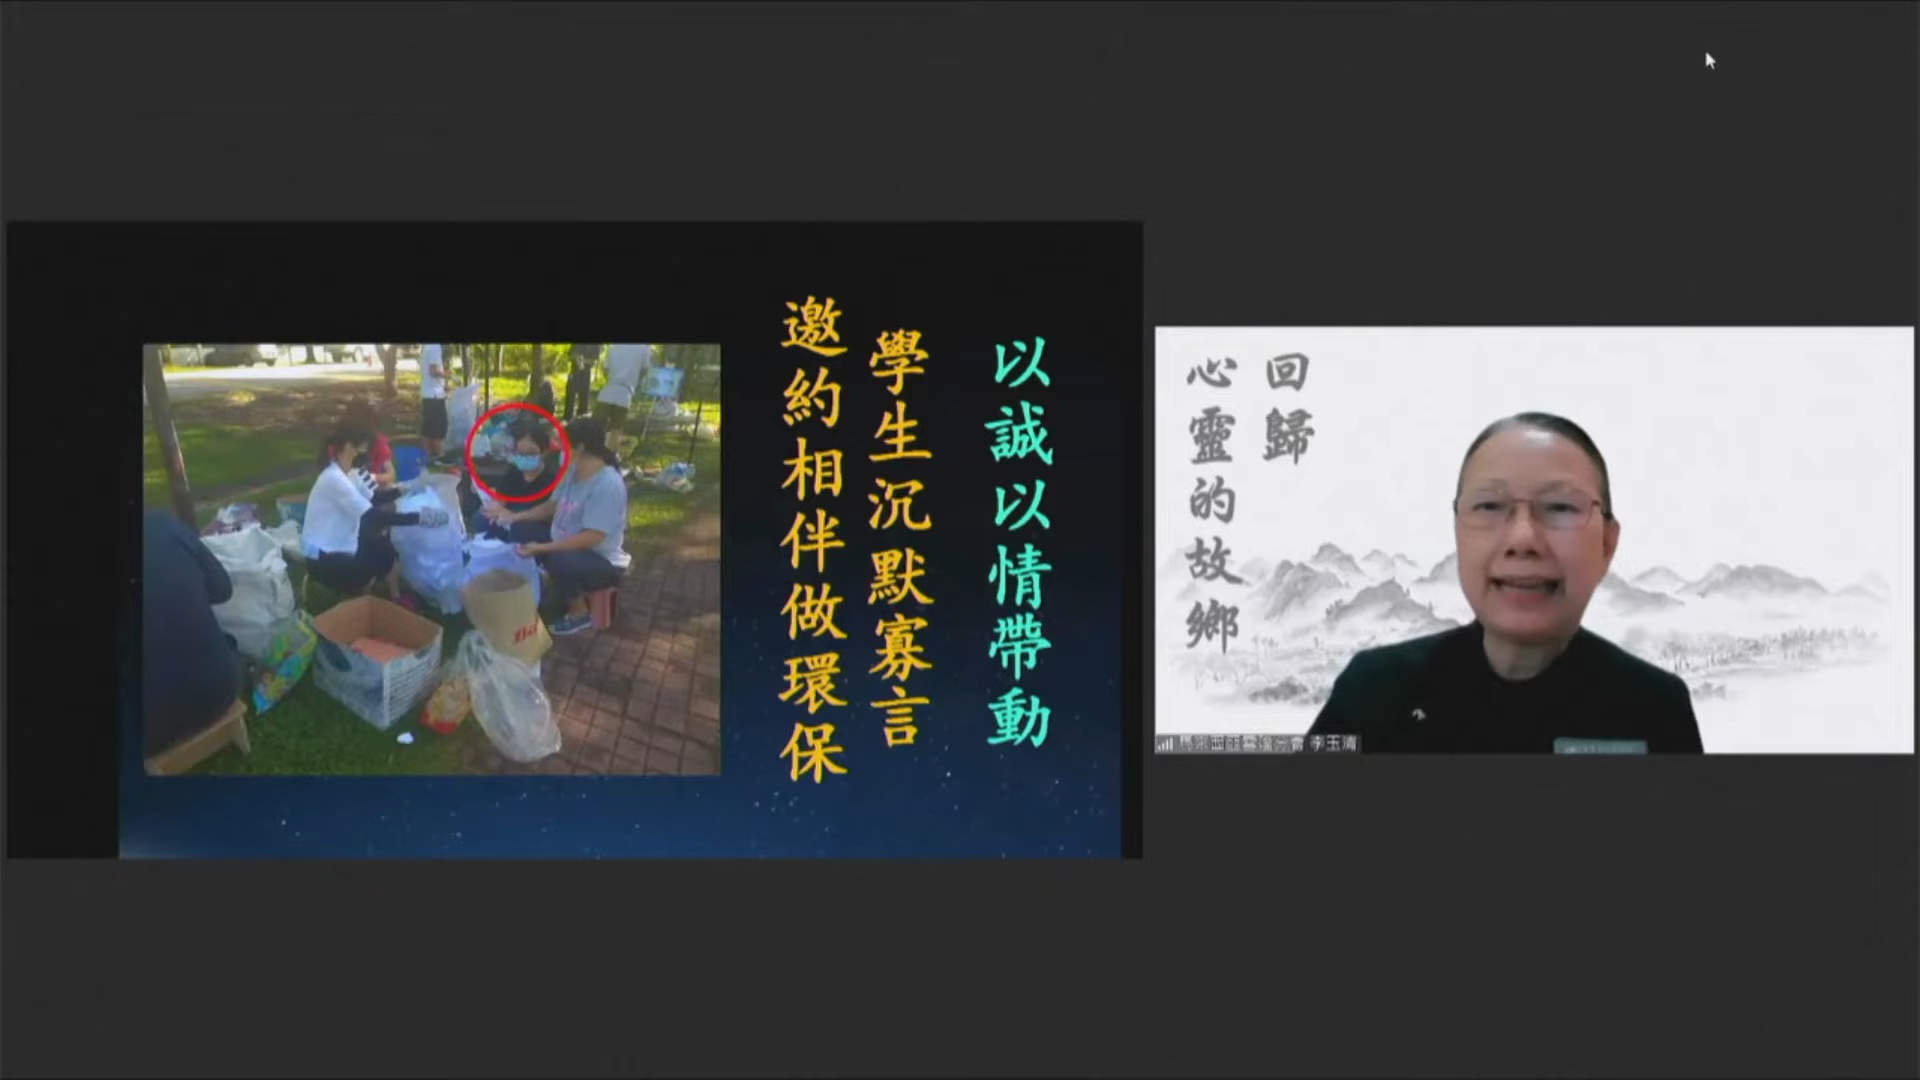 以誠以情帶動
學生沉默寡言
邀約相伴做環保
回歸
心靈的故鄉
李玉清